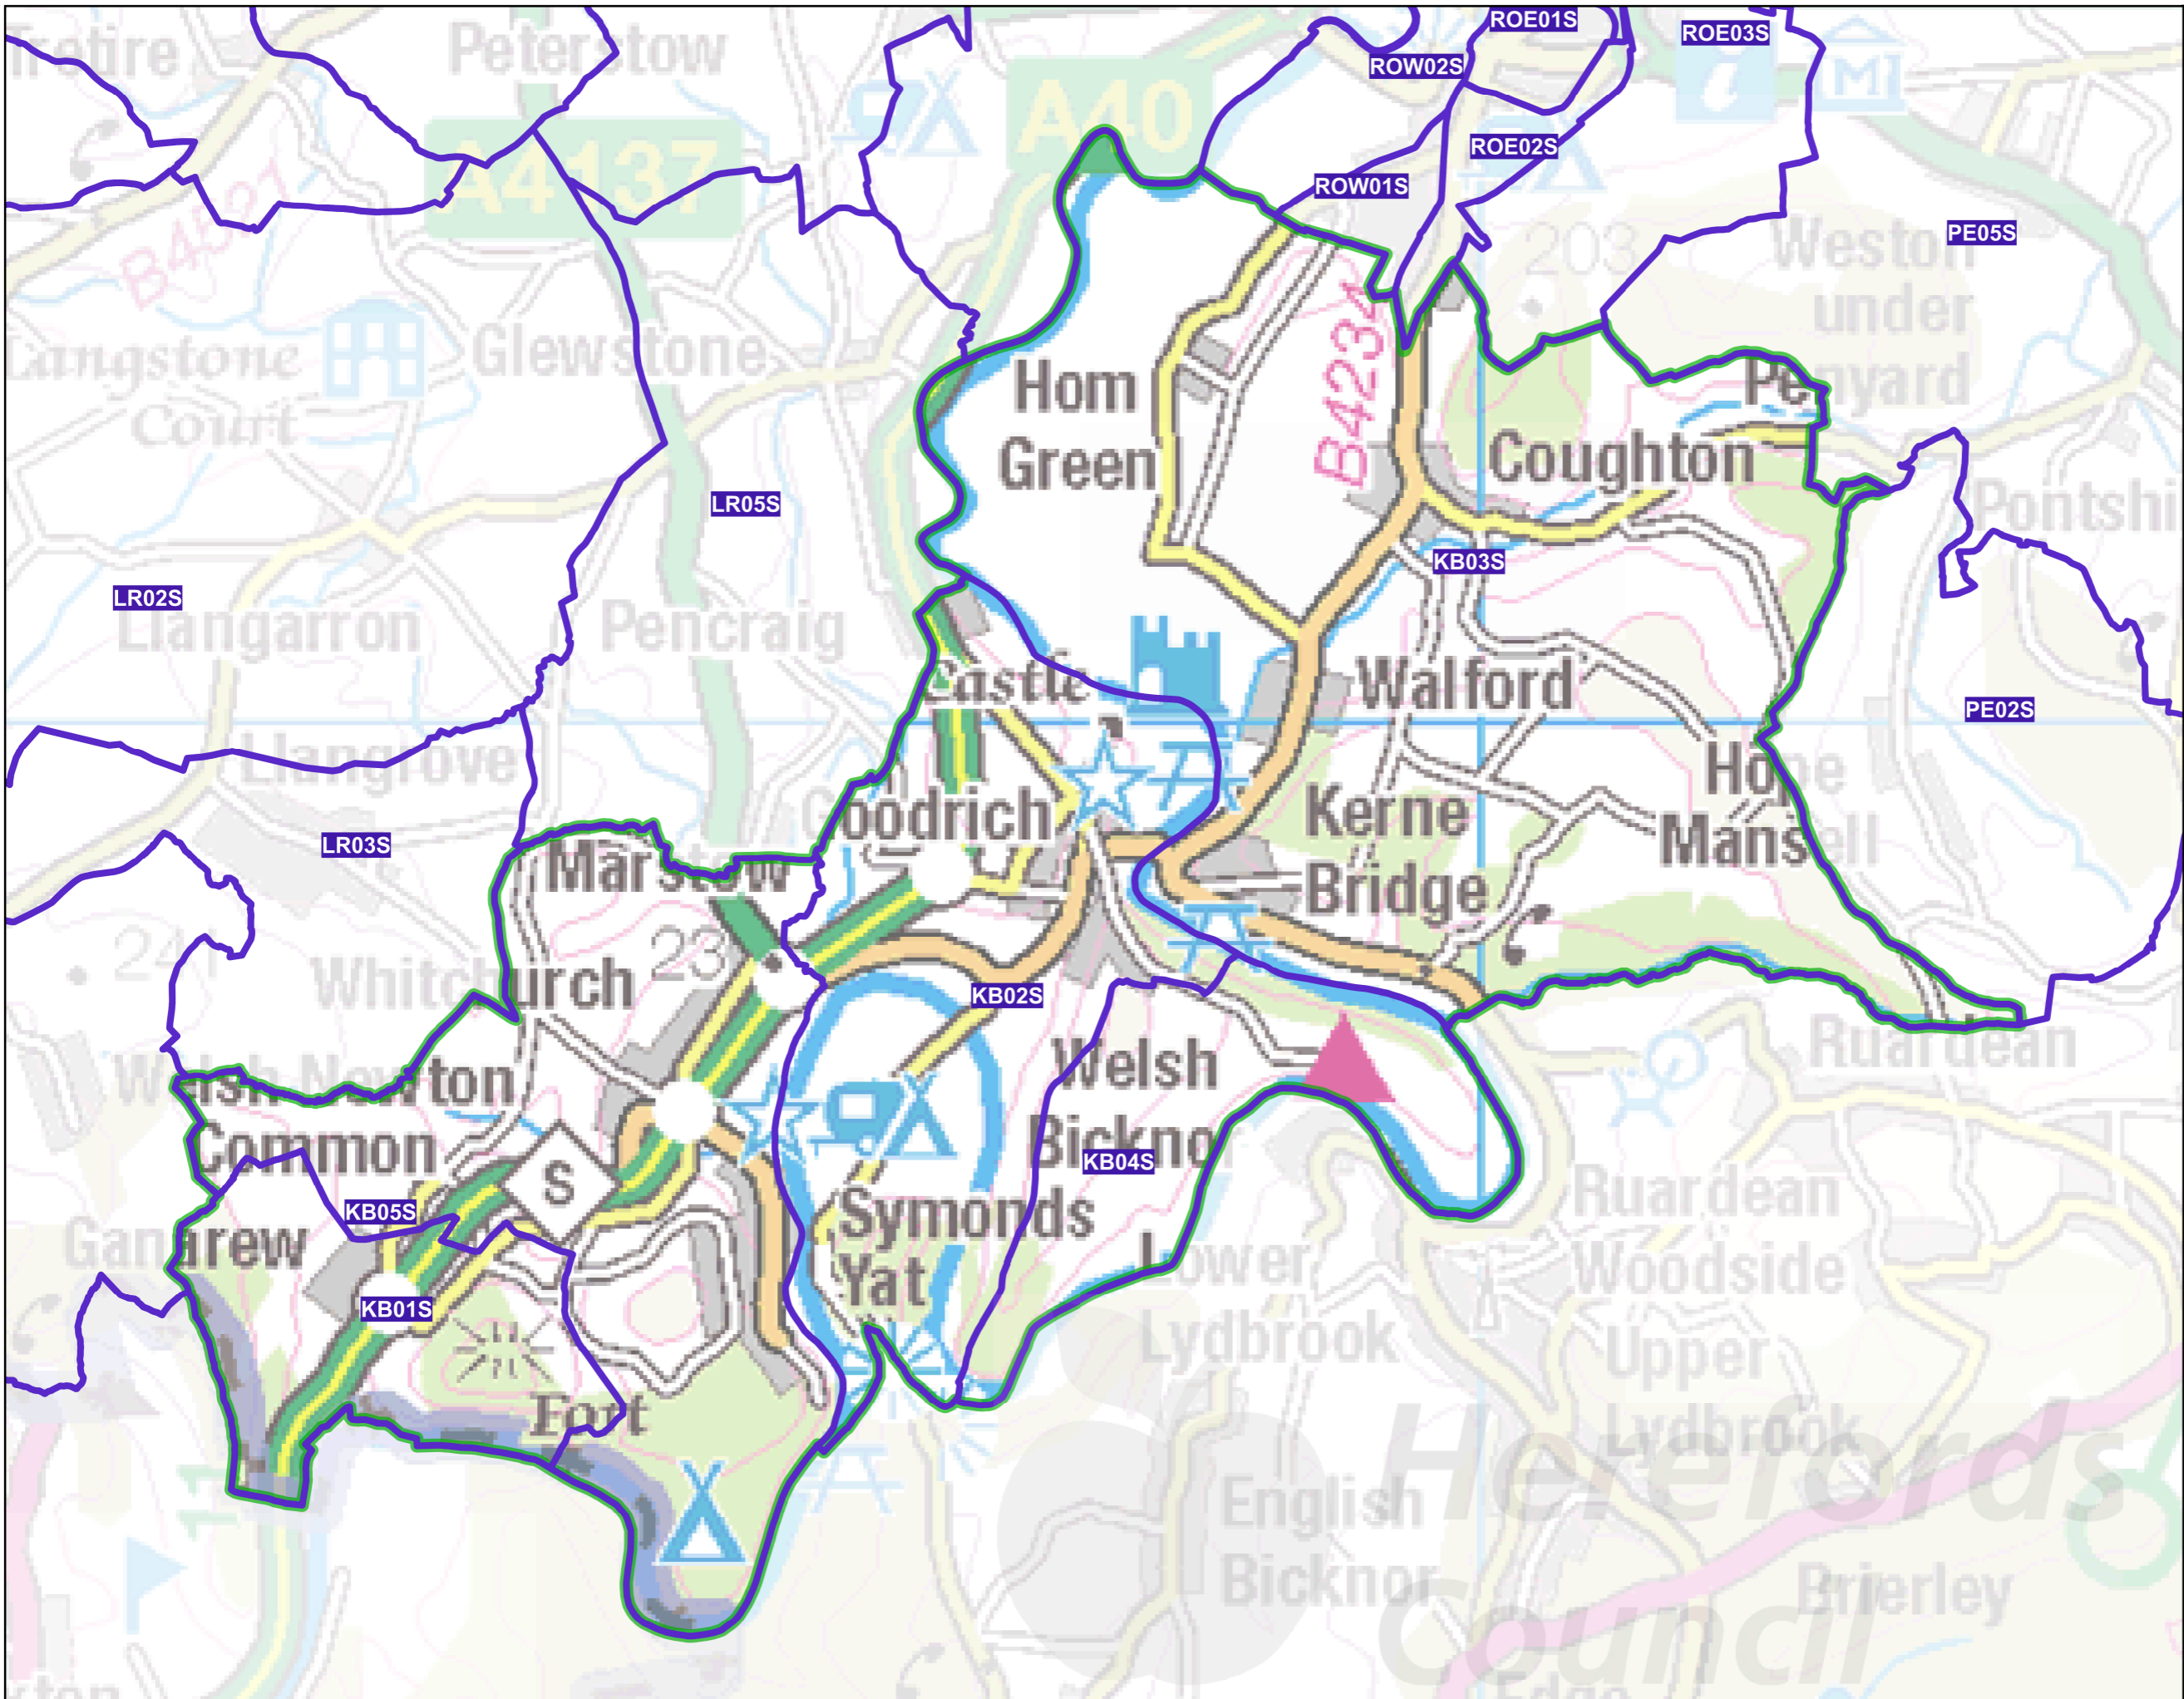 Peterstow
A40
ROE01S
ROE03S
ROW02S
A4137
B4521
ROE02S
ROW01S
203
Weston
under
Penyard
PE05S
Langstone
Court
Glewstone
Hom
Green
B4234
Coughton
Pontshi
LR05S
KB03S
LR02S
Llangarron
Pencraig
Castle
Walford
PE02S
Llangrove
Hope
Mansell
Goodrich
Kerne
Bridge
LR03S
Marstow
Whitchurch
KB02S
Ruardean
Welsh Newton
Common
Welsh
Bicknor
KB04S
S
KB05S
Ganarew
Symonds
Yat
Ruardean
Woodside
Lower
Lydbrook
KB01S
Upper
Lydbrook
Fort
Herefords
English
Bicknor
Council
Brierley